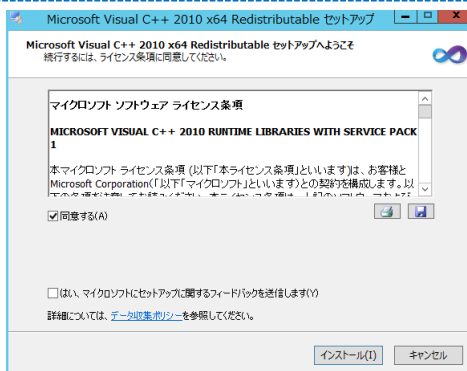 Microsoft Visual C++ 2010 x64 Redistributable セットアップ
Microsoft Visual C++ 2010 x64 Redistributable セットアップへようこそ
続行するには、ライセンス条項に同意してください。
マイクロソフト ソフトウェア ライセンス条項
MICROSOFT VISUAL C++ 2010 RUNTIME LIBRARIES WITH SERVICE PACK
1
本マイクロソフト ライセンス条項 (以下「本ライセンス条項」といいます)は、お客様と
Microsoft Corporation(「以下「マイクロソフト」といいます)との契約を構成します。以
同意する(A)
はい、マイクロソフトにセットアップに関するフィードバックを送信します(Y)
詳細については、データ収集ポリシーを参照してください。
インストール(I) キャンセル